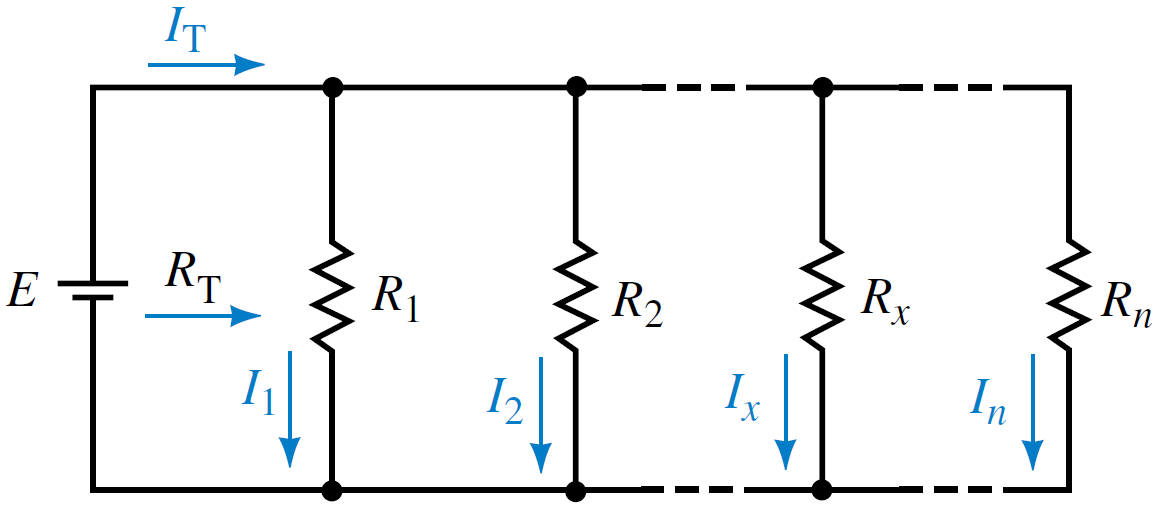 I_T
E
R_T
R_1
R_2
R_x
R_n
I_1
I_2
I_x
I_n